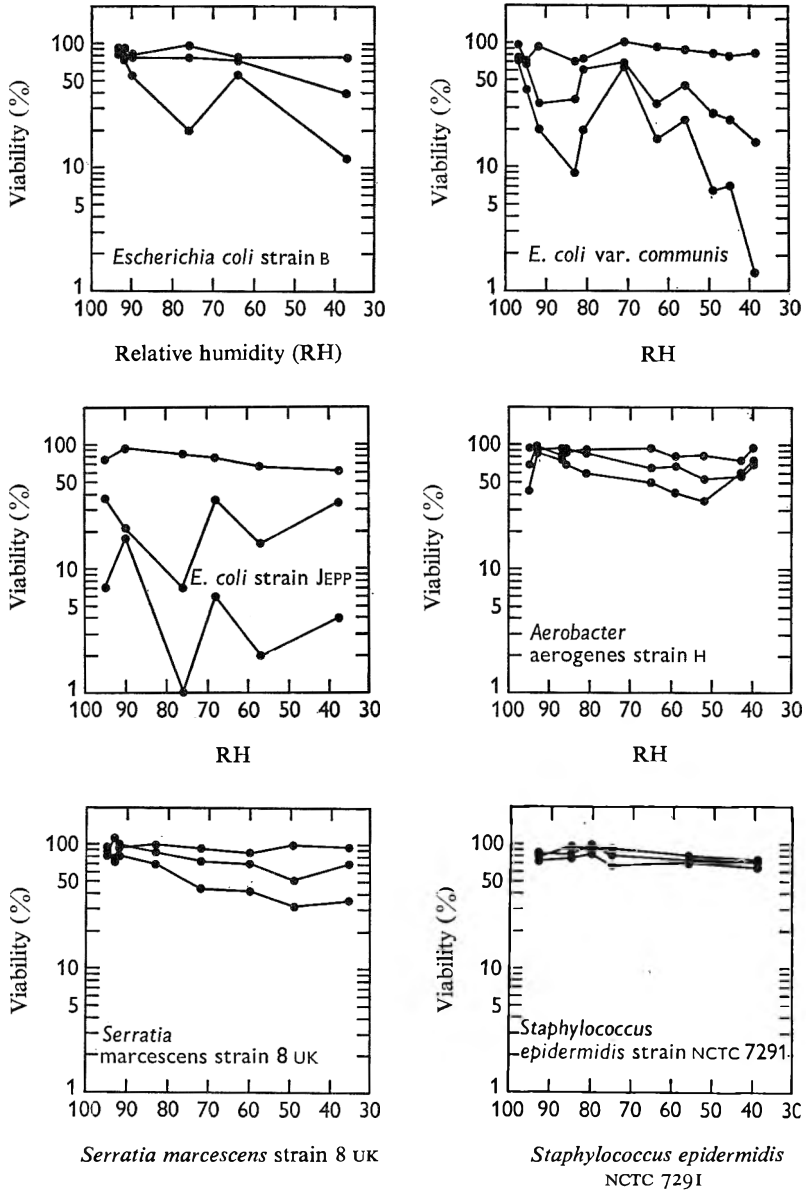 100
50
10
5
1
Viability (%)
Escherichia coli strain B
100 90 80 70 60 50 40 30
Relative humidity (RH)
100
50
10
5
1
Viability (%)
E. coli var. communis
100 90 80 70 60 50 40 30
RH
100
50
10
5
1
Viability (%)
E. coli strain JEPP
100 90 80 70 60 50 40 30
RH
100
50
10
5
1
Viability (%)
Aerobacter
aerogenes strain H
100 90 80 70 60 50 40 30
RH
100
50
10
5
1
Viability (%)
Serratia
marcescens strain 8 UK
100 90 80 70 60 50 40 30
Serratia marcescens strain 8 UK
100
50
10
5
1
Viability (%)
Staphylococcus
epidermidis strain NCTC 7291
100 90 80 70 60 50 40 30
Staphylococcus epidermidis
NCTC 7291